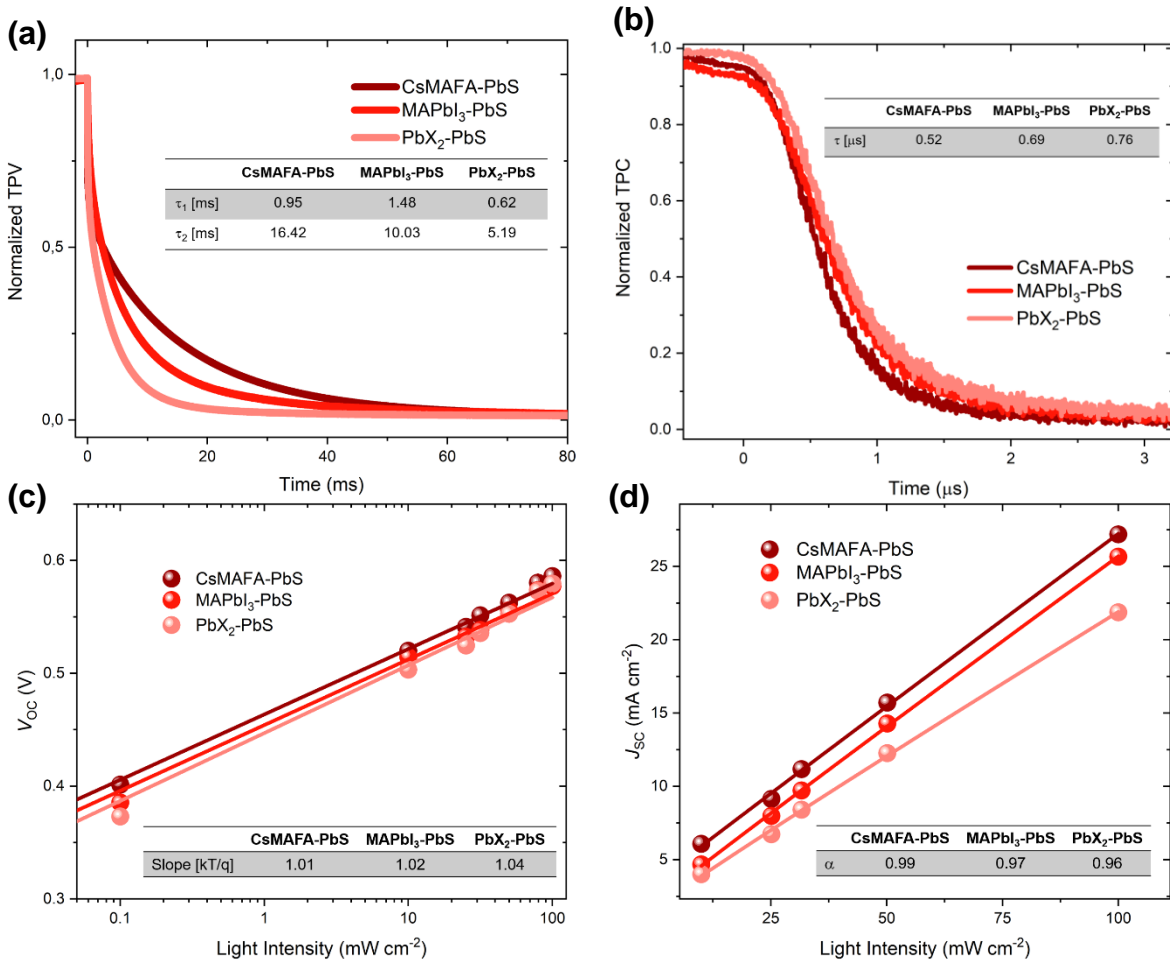 (a)
Normalized TPV
1,0
0,5
0,0
CsMAFA-PbS
MAPbI₃-PbS
PbX₂-PbS
CsMAFA-PbS MAPbI₃-PbS PbX₂-PbS
τ₁ [ms] 0.95 1.48 0.62
τ₂ [ms] 16.42 10.03 5.19
0 20 40 60 80
Time (ms)
(b)
Normalized TPC
1.0
0.8
0.6
0.4
0.2
0.0
CsMAFA-PbS MAPbI₃-PbS PbX₂-PbS
τ [μs] 0.52 0.69 0.76
CsMAFA-PbS
MAPbI₃-PbS
PbX₂-PbS
0 1 2 3
Time (μs)
(c)
V_OC (V)
0.6
0.5
0.4
0.3
CsMAFA-PbS
MAPbI₃-PbS
PbX₂-PbS
CsMAFA-PbS MAPbI₃-PbS PbX₂-PbS
Slope [kT/q] 1.01 1.02 1.04
0.1 1 10 100
Light Intensity (mW cm⁻²)
(d)
J_SC (mA cm⁻²)
25
20
15
10
5
CsMAFA-PbS
MAPbI₃-PbS
PbX₂-PbS
CsMAFA-PbS MAPbI₃-PbS PbX₂-PbS
α 0.99 0.97 0.96
25 50 75 100
Light Intensity (mW cm⁻²)